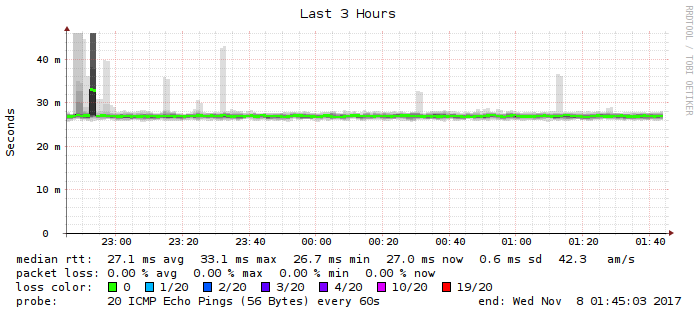 Last 3 Hours
RRDTOOL / TOBI OETIKER
Seconds
40 m
30 m
20 m
10 m
0
23:00 23:20 23:40 00:00 00:20 00:40 01:00 01:20 01:40
median rtt: 27.1 ms avg 33.1 ms max 26.7 ms min 27.0 ms now 0.6 ms sd 42.3 am/s
packet loss: 0.00 % avg 0.00 % max 0.00 % min 0.00 % now
loss color: 0 1/20 2/20 3/20 4/20 10/20 19/20
probe: 20 ICMP Echo Pings (56 Bytes) every 60s end: Wed Nov 8 01:45:03 2017